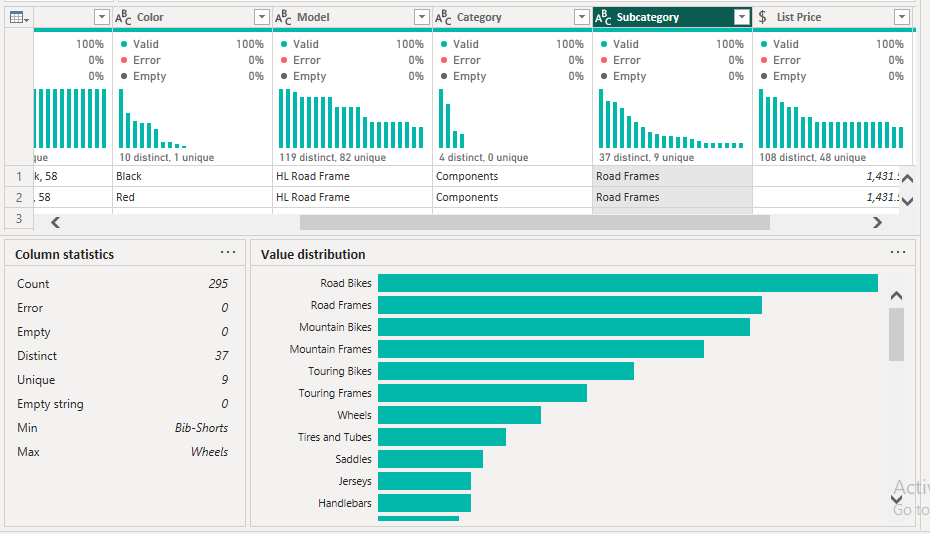 ABC Color ABC Model ABC Category ABC Subcategory $ List Price
100% Valid 100% Valid 100% Valid 100% Valid 100% Valid 100%
0% Error 0% Error 0% Error 0% Error 0% Error 0%
0% Empty 0% Empty 0% Empty 0% Empty 0% Empty 0%
10 distinct, 1 unique 119 distinct, 82 unique 4 distinct, 0 unique 37 distinct, 9 unique 108 distinct, 48 unique
1 k, 58 Black HL Road Frame Components Road Frames 1,431.
2 , 58 Red HL Road Frame Components Road Frames 1,431.
3
Column statistics ...
Count 295
Error 0
Empty 0
Distinct 37
Unique 9
Empty string 0
Min Bib-Shorts
Max Wheels
Value distribution ...
Road Bikes
Road Frames
Mountain Bikes
Mountain Frames
Touring Bikes
Touring Frames
Wheels
Tires and Tubes
Saddles
Jerseys
Handlebars
Activ
Go to